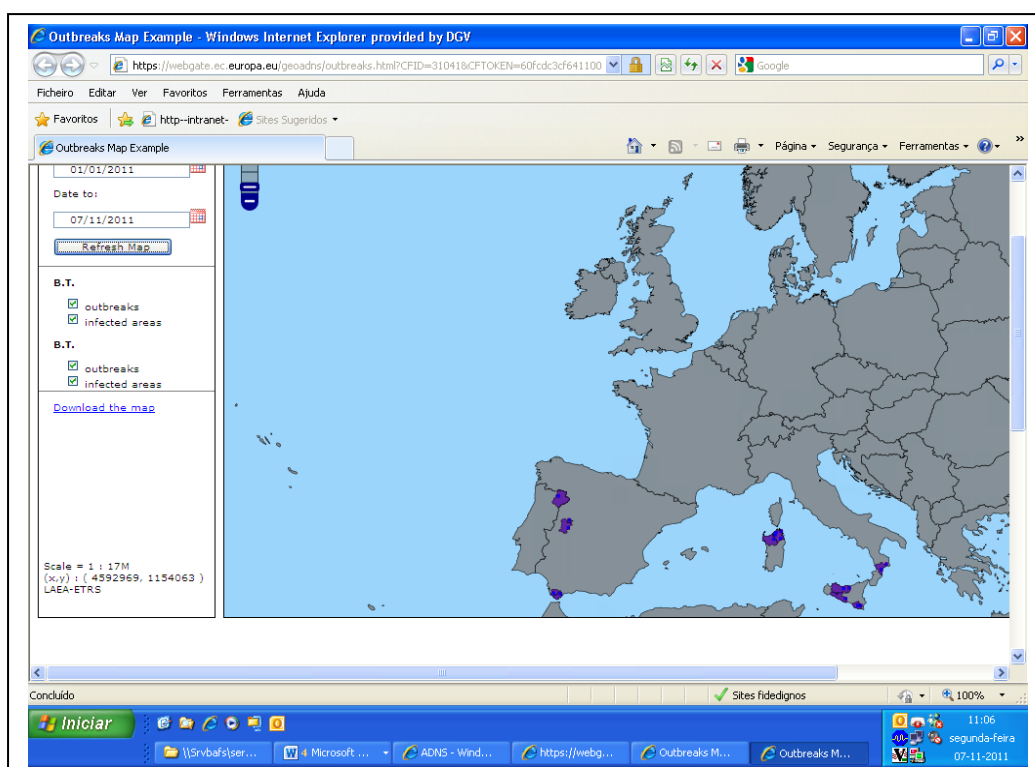 Outbreaks Map Example - Windows Internet Explorer provided by DGV
https://webgate.ec.europa.eu/geoadns/outbreaks.html?CFID=31041&CFTOKEN=60fcdc3cf641100
Google
Ficheiro Editar Ver Favoritos Ferramentas Ajuda
Favoritos http--intranet- Sites Sugeridos
Outbreaks Map Example
Página Segurança Ferramentas »
01/01/2011
Date to:
07/11/2011
Refresh Map
B.T.
outbreaks
infected areas
B.T.
outbreaks
infected areas
Download the map
Scale = 1 : 17M
(x,y) : ( 4592969, 1154063 )
LAEA-ETRS
Concluído
Sites fidedignos
100%
Iniciar
11:06
segunda-feira
07-11-2011
\\Srvbafs\ser...
4 Microsoft ...
ADNS - Wind...
https://webg...
Outbreaks M...
Outbreaks M...